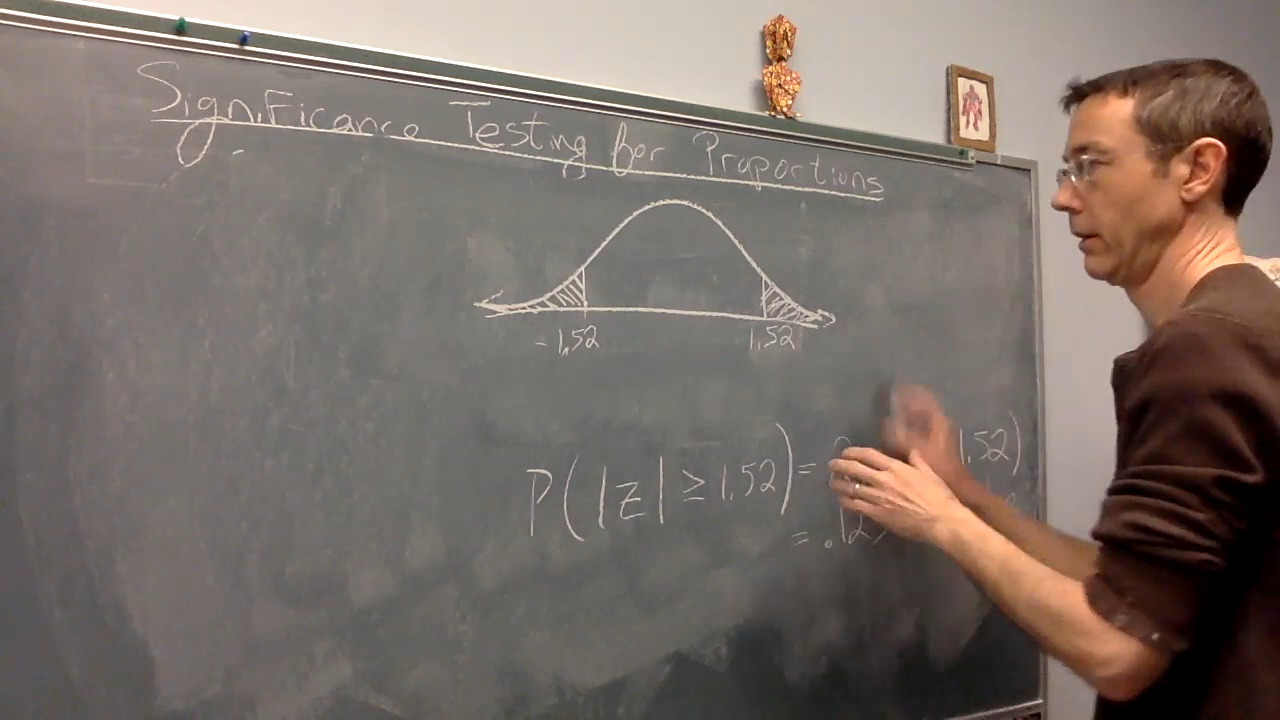 Significance Testing for Proportions
-1.52 1.52
P(|z| ≥ 1.52) = 1.52)
= .12